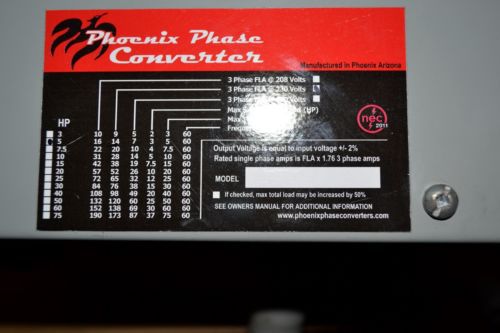 Phoenix Phase
Converter
Manufactured in Phoenix Arizona
3 Phase FLA @ 208 Volts
3 Phase FLA @ 230 Volts
3 Phase FLA Volts
Max (HP)
Max
Frequ
nec
2011
HP
3 10 9 5 2 3 60
5 16 14 7 3 5 60
7.5 22 20 10 4 7.5 60
10 28 14 5 10 60
15 42 38 19 7.5 15 60
20 57 52 26 10 20 60
25 72 65 32 12 25 60
30 84 76 38 15 30 60
40 108 98 49 20 40 60
50 132 120 60 25 50 60
60 152 138 69 30 60 60
75 190 173 87 37 75 60
Output Voltage is equal to input voltage +/- 2%
Rated single phase amps is FLA x 1.76 3 phase amps
MODEL
If checked, max total load may be increased by 50%
SEE OWNERS MANUAL FOR ADDITIONAL INFORMATION
www.phoenixphaseconverters.com